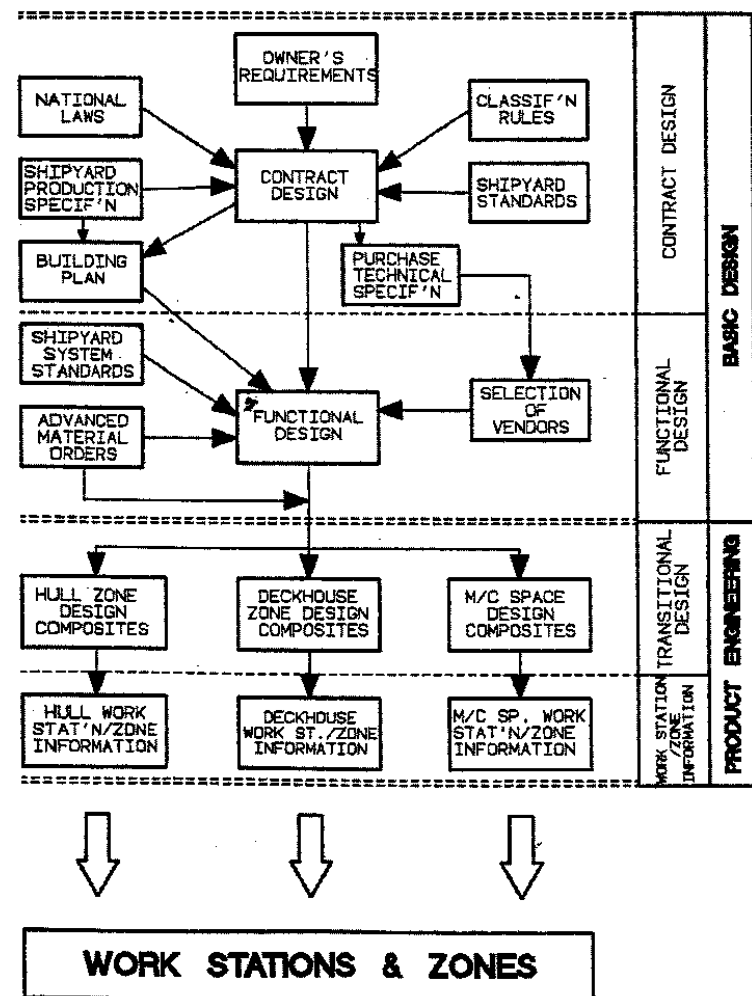 OWNER'S
REQUIREMENTS
NATIONAL
LAWS
CLASSIF'N
RULES
SHIPYARD
PRODUCTION
SPECIF'N
CONTRACT
DESIGN
SHIPYARD
STANDARDS
BUILDING
PLAN
PURCHASE
TECHNICAL
SPECIF'N
CONTRACT DESIGN
BASIC DESIGN
SHIPYARD
SYSTEM
STANDARDS
ADVANCED
MATERIAL
ORDERS
FUNCTIONAL
DESIGN
SELECTION
OF
VENDORS
FUNCTIONAL
DESIGN
HULL ZONE
DESIGN
COMPOSITES
DECKHOUSE
ZONE DESIGN
COMPOSITES
M/C SPACE
DESIGN
COMPOSITES
TRANSITIONAL
DESIGN
PRODUCT ENGINEERING
HULL WORK
STAT'N/ZONE
INFORMATION
DECKHOUSE
WORK ST./ZONE
INFORMATION
M/C SP. WORK
STAT'N/ZONE
INFORMATION
WORK STATION
/ZONE
INFORMATION
WORK STATIONS & ZONES